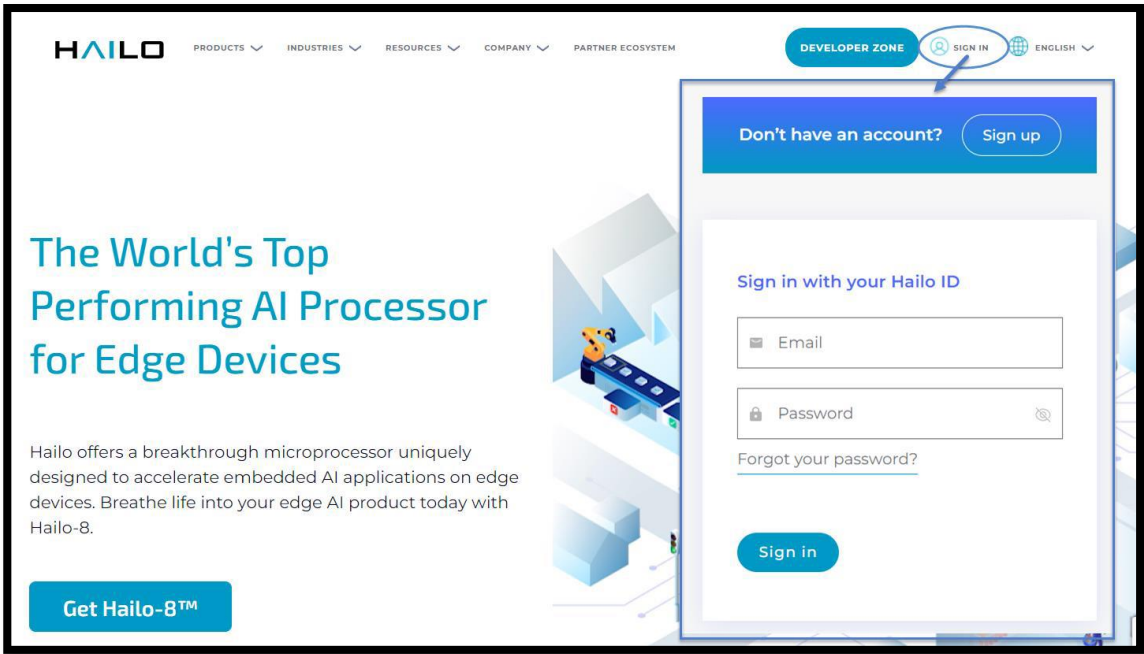 HAILO
PRODUCTS INDUSTRIES RESOURCES COMPANY PARTNER ECOSYSTEM DEVELOPER ZONE SIGN IN ENGLISH
Don't have an account? Sign up
The World's Top
Performing AI Processor
for Edge Devices
Hailo offers a breakthrough microprocessor uniquely
designed to accelerate embedded AI applications on edge
devices. Breathe life into your edge AI product today with
Hailo-8.
Get Hailo-8™
Sign in with your Hailo ID
Email
Password
Forgot your password?
Sign in